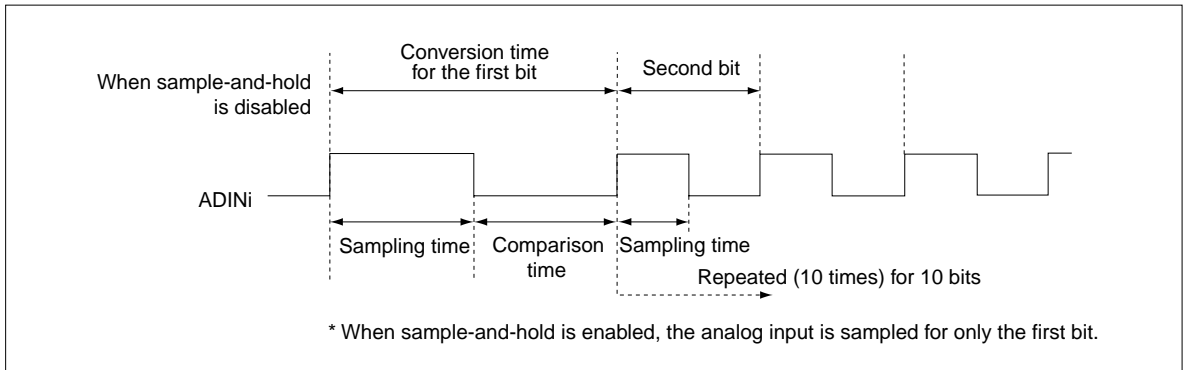 Conversion time
for the first bit
Second bit
When sample-and-hold
is disabled
ADINi
Sampling time
Comparison
time
Sampling time
Repeated (10 times) for 10 bits
* When sample-and-hold is enabled, the analog input is sampled for only the first bit.